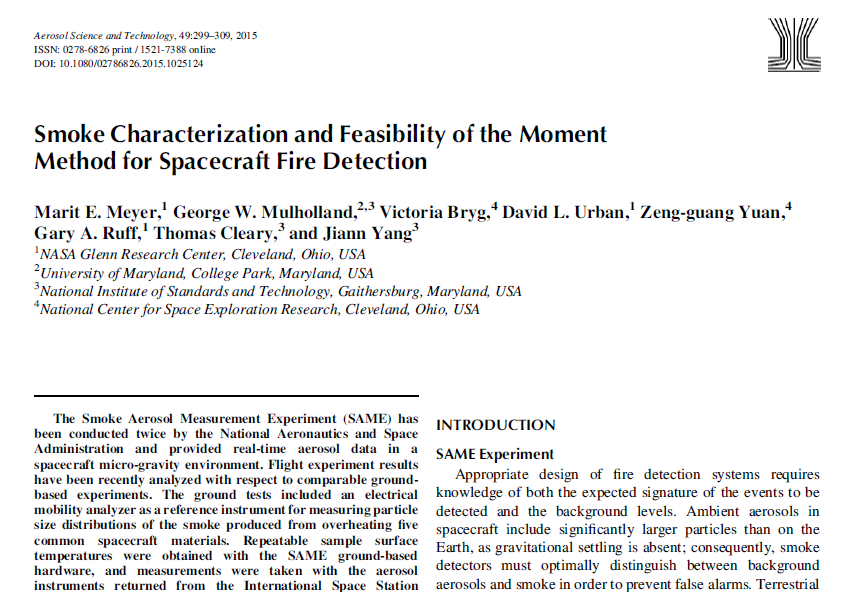 Aerosol Science and Technology, 49:299–309, 2015
ISSN: 0278-6826 print / 1521-7388 online
DOI: 10.1080/02786826.2015.1025124
Smoke Characterization and Feasibility of the Moment
Method for Spacecraft Fire Detection
Marit E. Meyer,1 George W. Mulholland,2,3 Victoria Bryg,4 David L. Urban,1 Zeng-guang Yuan,4
Gary A. Ruff,1 Thomas Cleary,3 and Jiann Yang3
1NASA Glenn Research Center, Cleveland, Ohio, USA
2University of Maryland, College Park, Maryland, USA
3National Institute of Standards and Technology, Gaithersburg, Maryland, USA
4National Center for Space Exploration Research, Cleveland, Ohio, USA
The Smoke Aerosol Measurement Experiment (SAME) has
been conducted twice by the National Aeronautics and Space
Administration and provided real-time aerosol data in a
spacecraft micro-gravity environment. Flight experiment results
have been recently analyzed with respect to comparable ground-
based experiments. The ground tests included an electrical
mobility analyzer as a reference instrument for measuring particle
size distributions of the smoke produced from overheating five
common spacecraft materials. Repeatable sample surface
temperatures were obtained with the SAME ground-based
hardware, and measurements were taken with the aerosol
instruments returned from the International Space Station
INTRODUCTION
SAME Experiment
Appropriate design of fire detection systems requires
knowledge of both the expected signature of the events to be
detected and the background levels. Ambient aerosols in
spacecraft include significantly larger particles than on the
Earth, as gravitational settling is absent; consequently, smoke
detectors must optimally distinguish between background
aerosols and smoke in order to prevent false alarms. Terrestrial